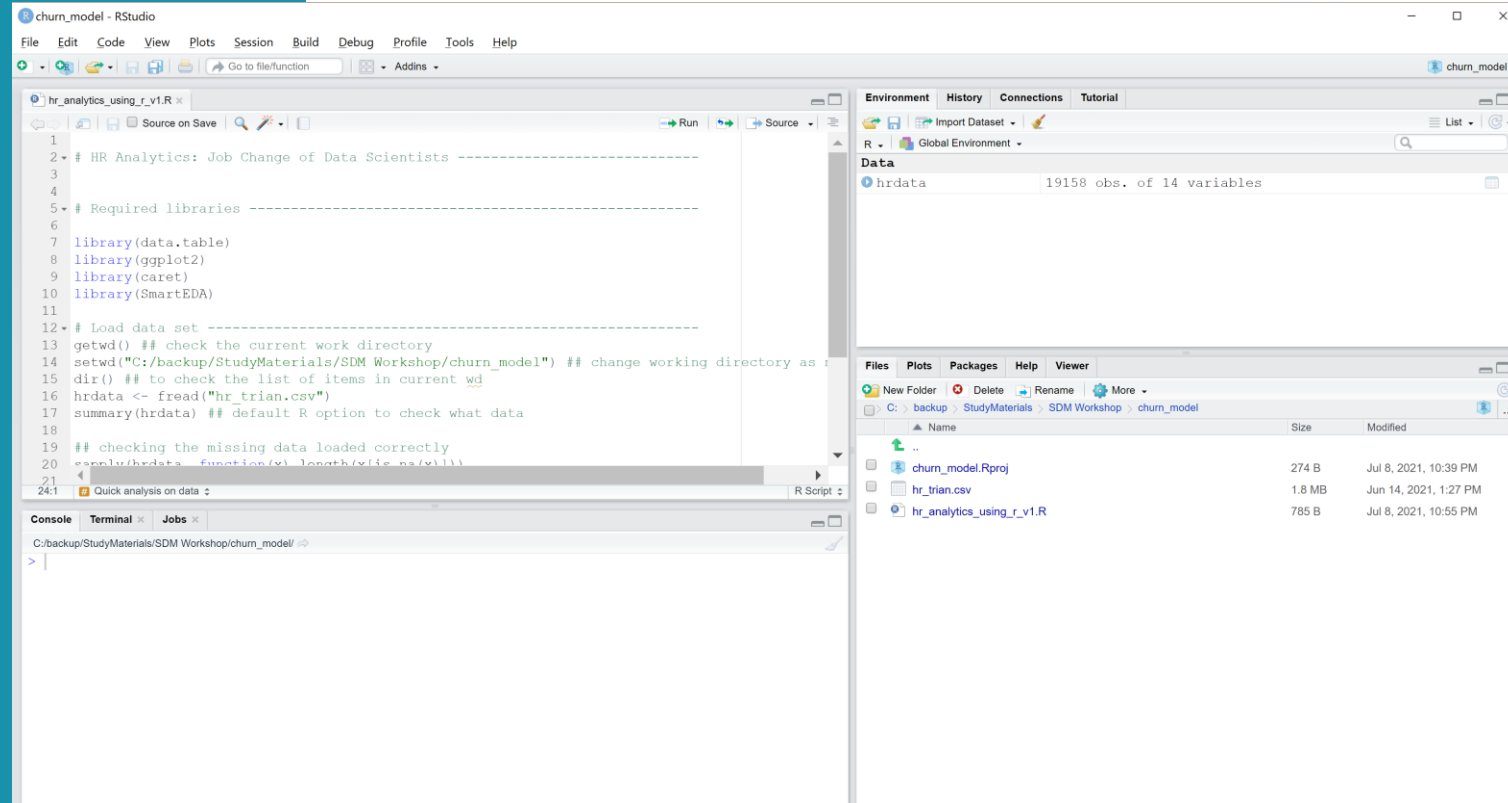 churn_model - RStudio
File Edit Code View Plots Session Build Debug Profile Tools Help
Go to file/function Addins
churn_model
hr_analytics_using_r_v1.R
Source on Save Run Source
1
2 # HR Analytics: Job Change of Data Scientists -----------------------------
3
4
5 # Required libraries ------------------------------------------------------
6
7 library(data.table)
8 library(ggplot2)
9 library(caret)
10 library(SmartEDA)
11
12 # Load data set -----------------------------------------------------------
13 getwd() ## check the current work directory
14 setwd("C:/backup/StudyMaterials/SDM Workshop/churn_model") ## change working directory as
15 dir() ## to check the list of items in current wd
16 hrdata <- fread("hr_trian.csv")
17 summary(hrdata) ## default R option to check what data
18
19 ## checking the missing data loaded correctly
20 sapply(hrdata, function(x) length(x[is.na(x)]))
21
24:1 # Quick analysis on data R Script
Console Terminal Jobs
C:/backup/StudyMaterials/SDM Workshop/churn_model/
>
Environment History Connections Tutorial
Import Dataset List
R Global Environment
Data
hrdata 19158 obs. of 14 variables
Files Plots Packages Help Viewer
New Folder Delete Rename More
C: > backup > StudyMaterials > SDM Workshop > churn_model ...
Name Size Modified
..
churn_model.Rproj 274 B Jul 8, 2021, 10:39 PM
hr_trian.csv 1.8 MB Jun 14, 2021, 1:27 PM
hr_analytics_using_r_v1.R 785 B Jul 8, 2021, 10:55 PM